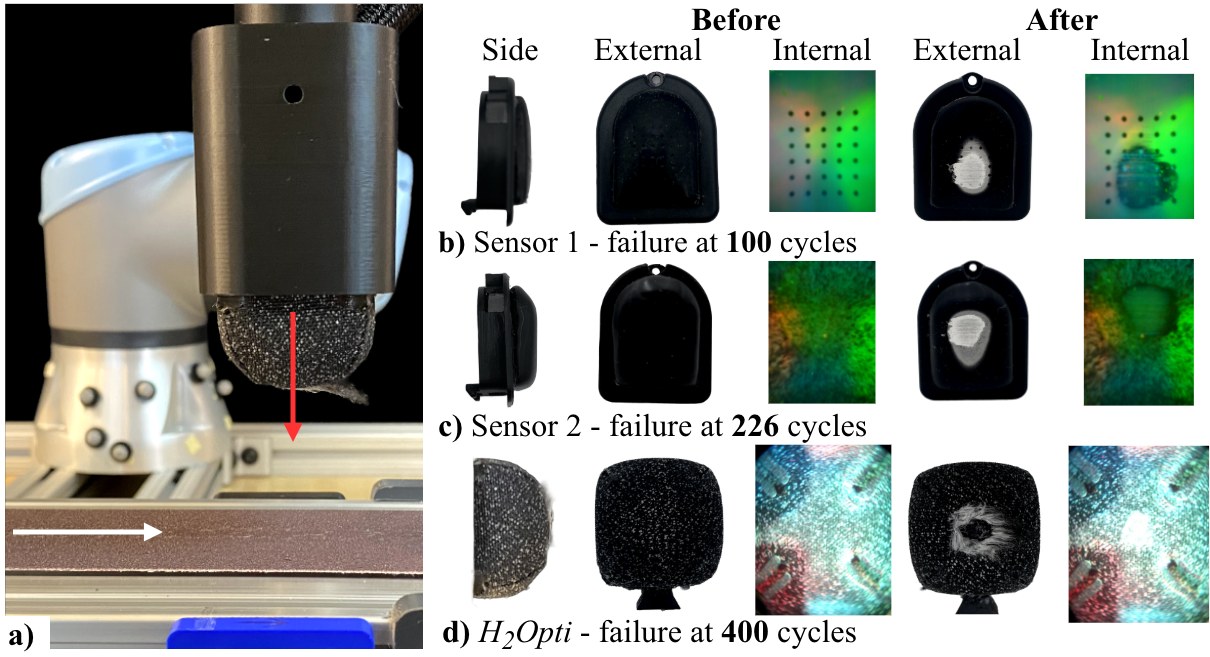 Before After
Side External Internal External Internal
b) Sensor 1 - failure at 100 cycles
c) Sensor 2 - failure at 226 cycles
d) H₂Opti - failure at 400 cycles
a)